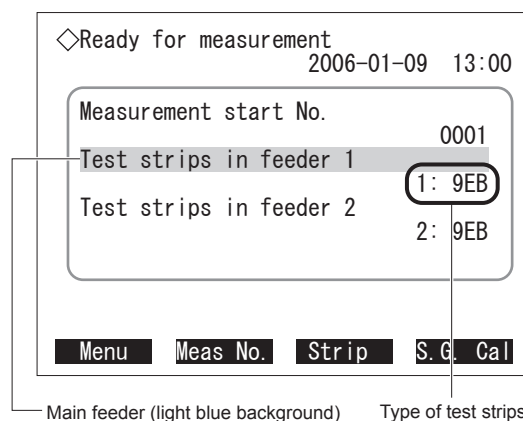 ◇Ready for measurement
2006-01-09 13:00
Measurement start No.
0001
Test strips in feeder 1
1: 9EB
Test strips in feeder 2
2: 9EB
Menu Meas No. Strip S.G. Cal
Main feeder (light blue background) Type of test strips